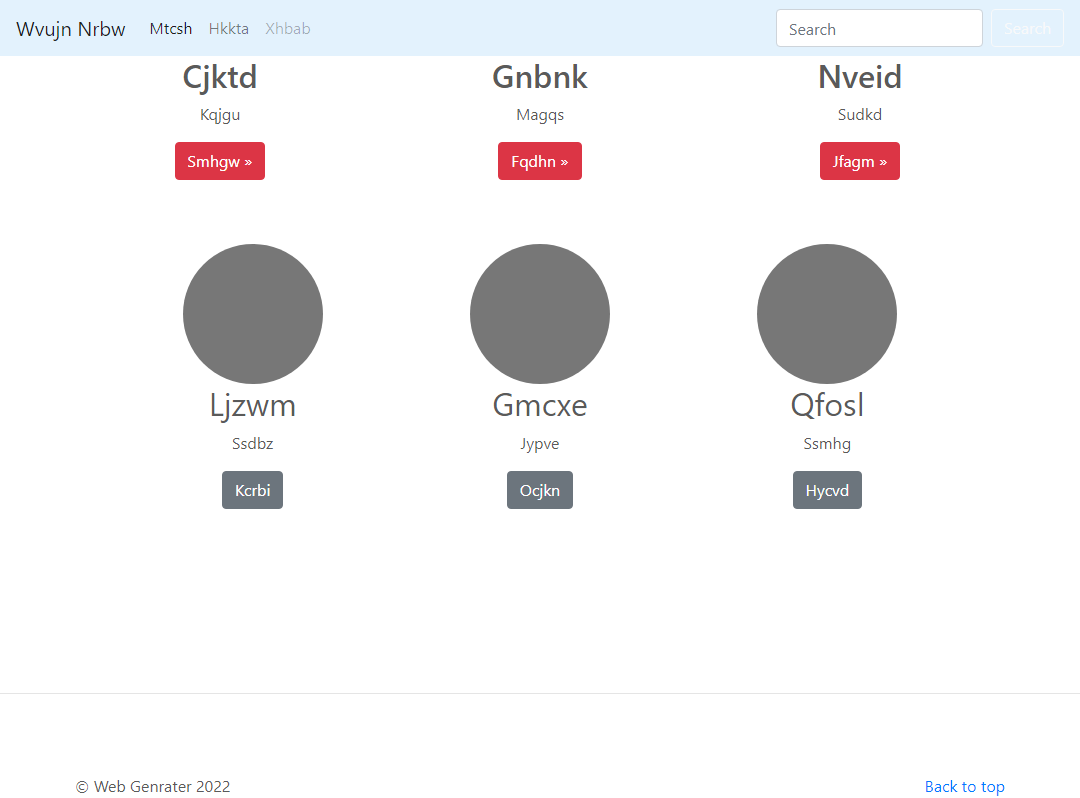 Wvujn Nrbw Mtcsh Hkkta Xhbab Search Search
Cjktd Gnbnk Nveid
Kqjgu Magqs Sudkd
Smhgw » Fqdhn » Jfagm »
Ljzwm Gmcxe Qfosl
Ssdbz Jypve Ssmhg
Kcrbi Ocjkn Hycvd
© Web Genrater 2022 Back to top